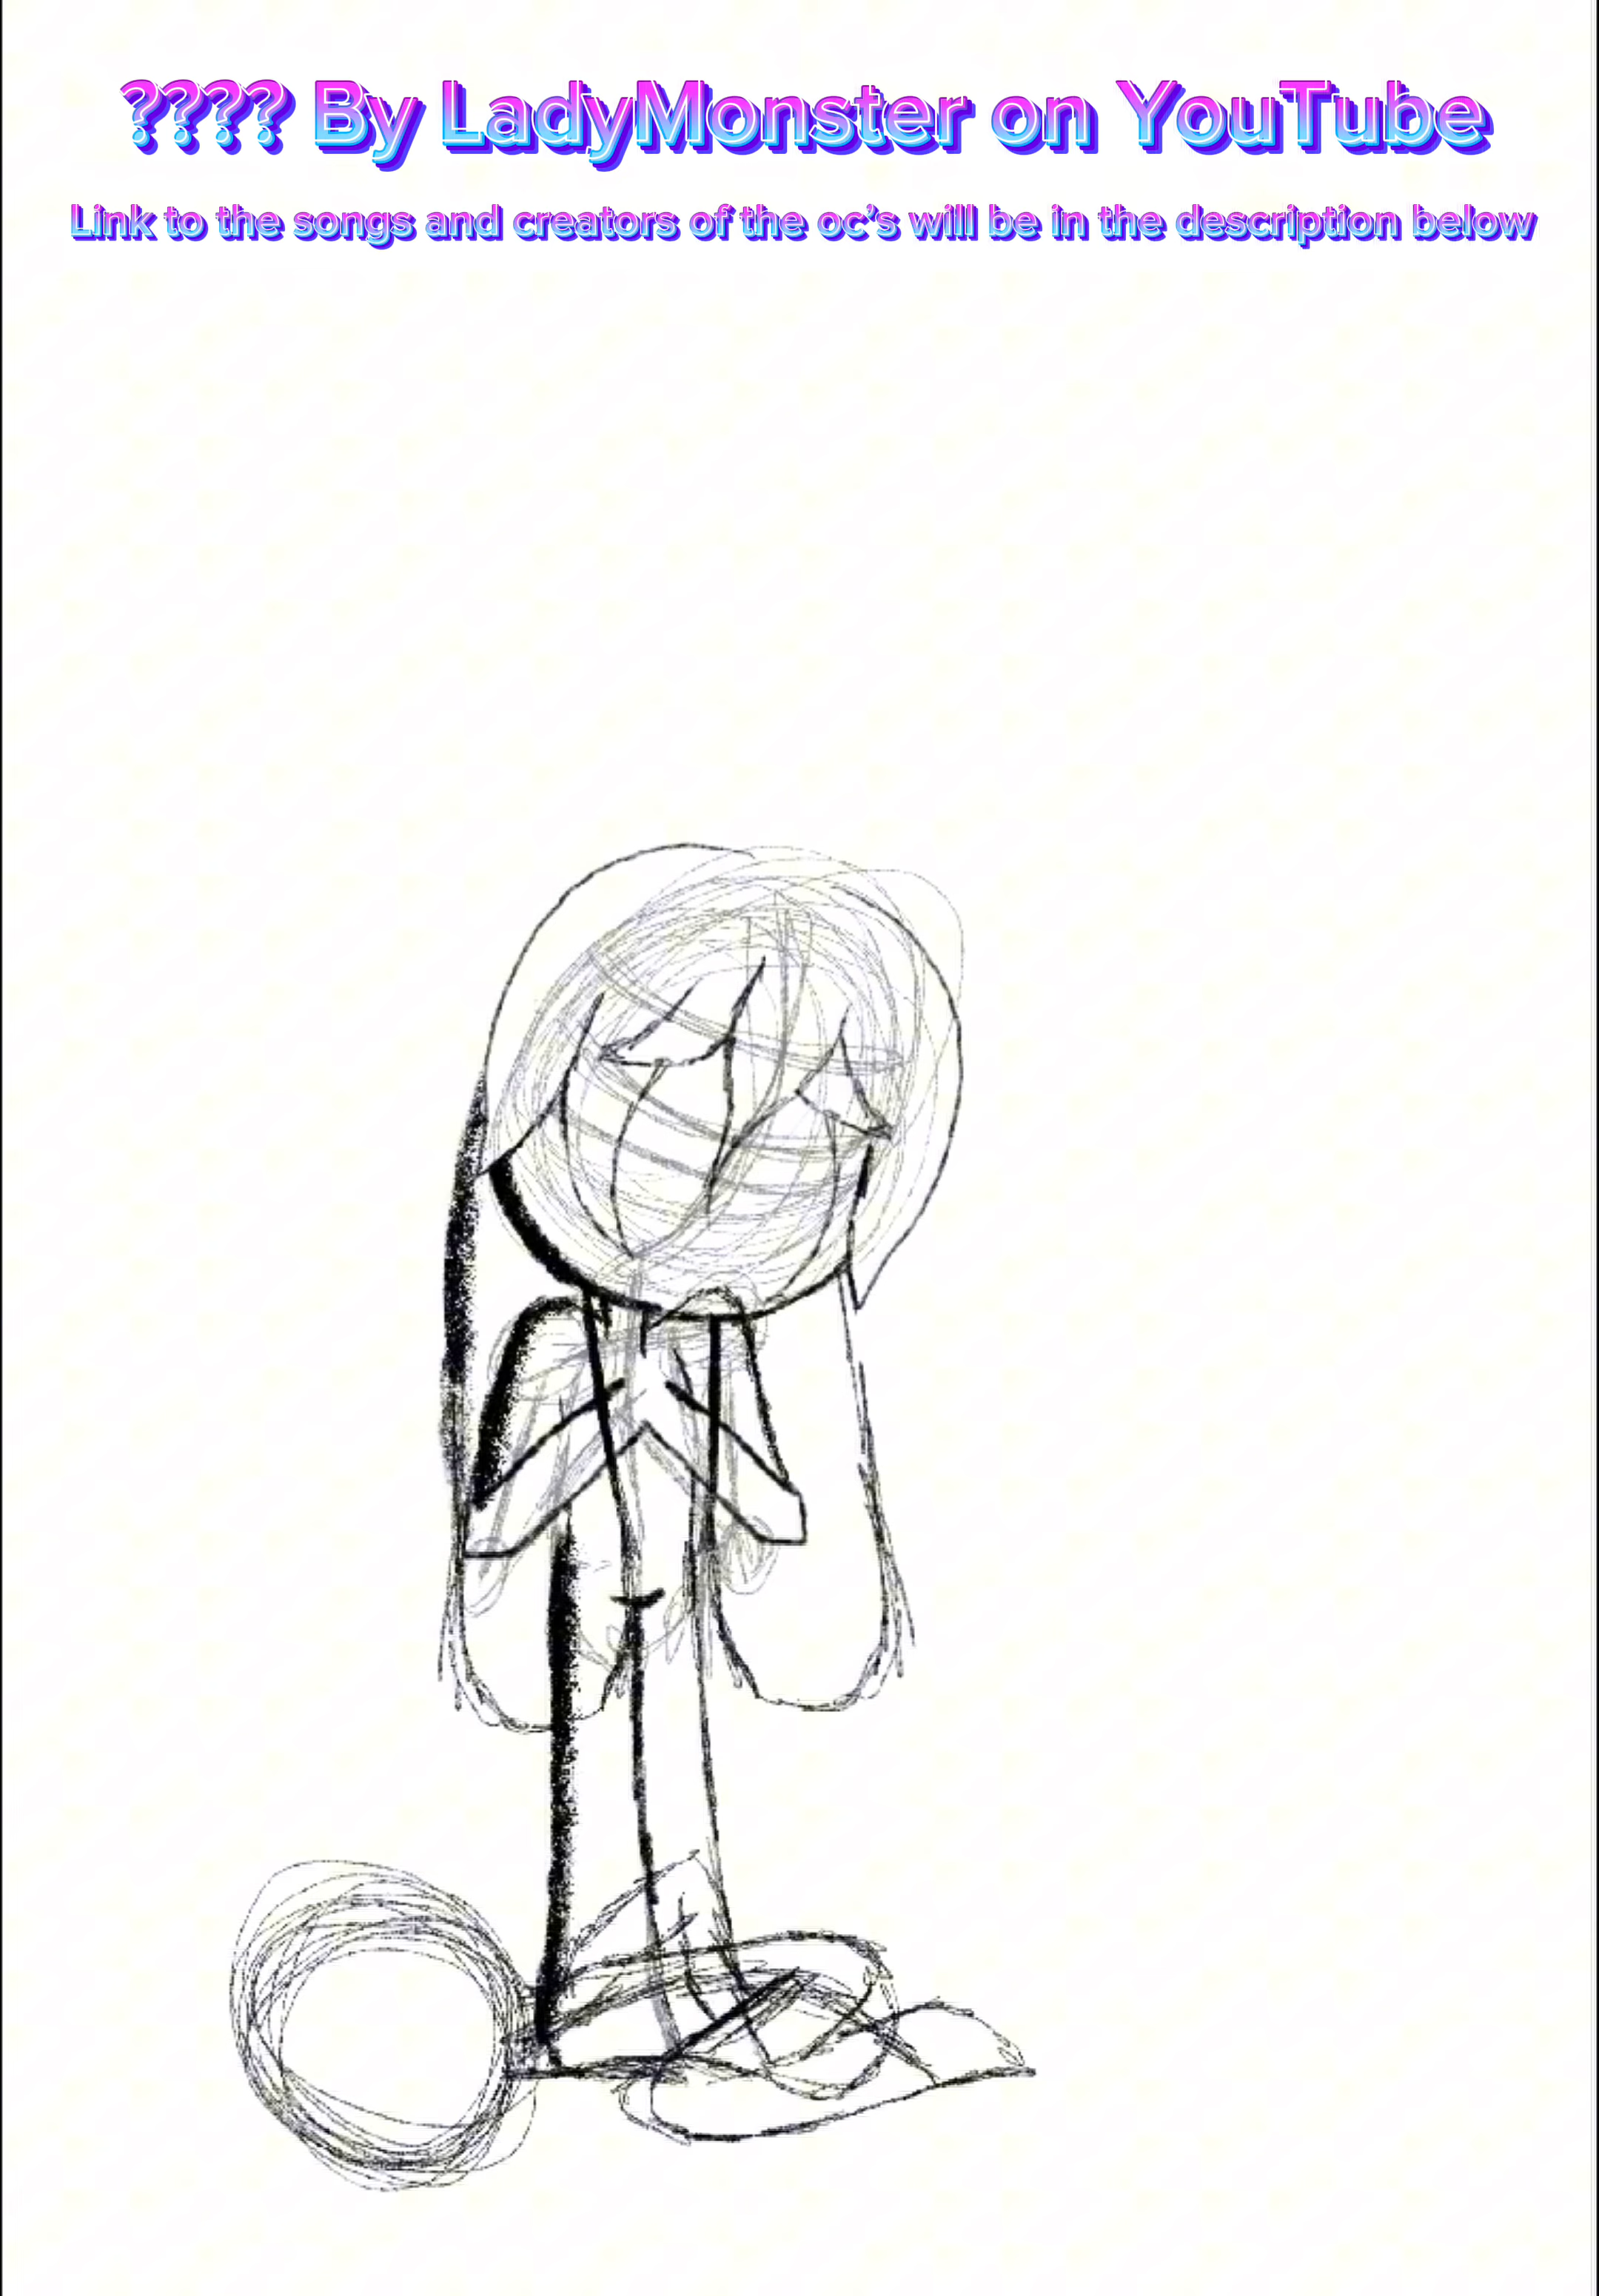 ???? By LadyMonster on YouTube
Link to the songs and creators of the oc's will be in the description below